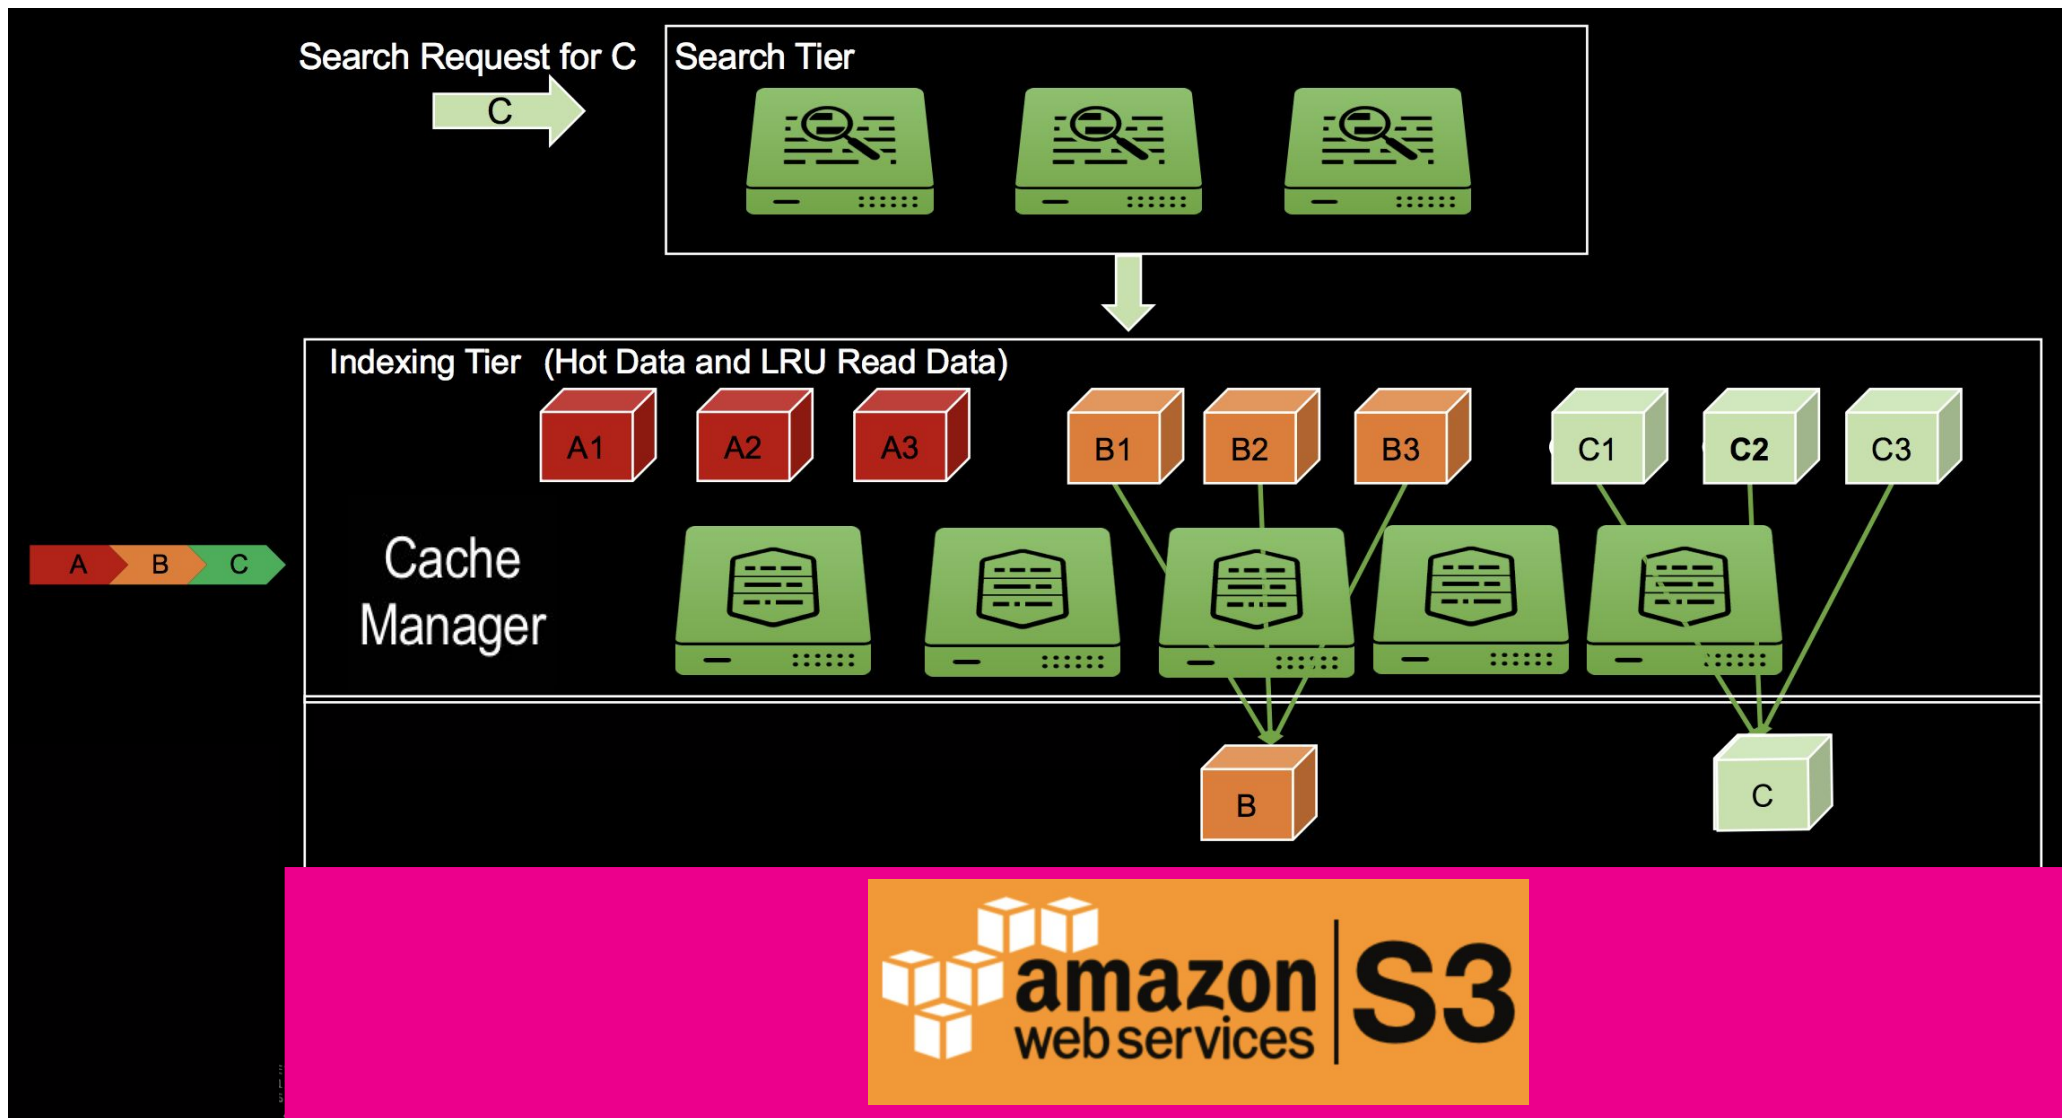 Search Request for C
C
Search Tier
Indexing Tier (Hot Data and LRU Read Data)
A1
A2
A3
B1
B2
B3
C1
C2
C3
Cache
Manager
A
B
C
B
C
amazon
web services
S3